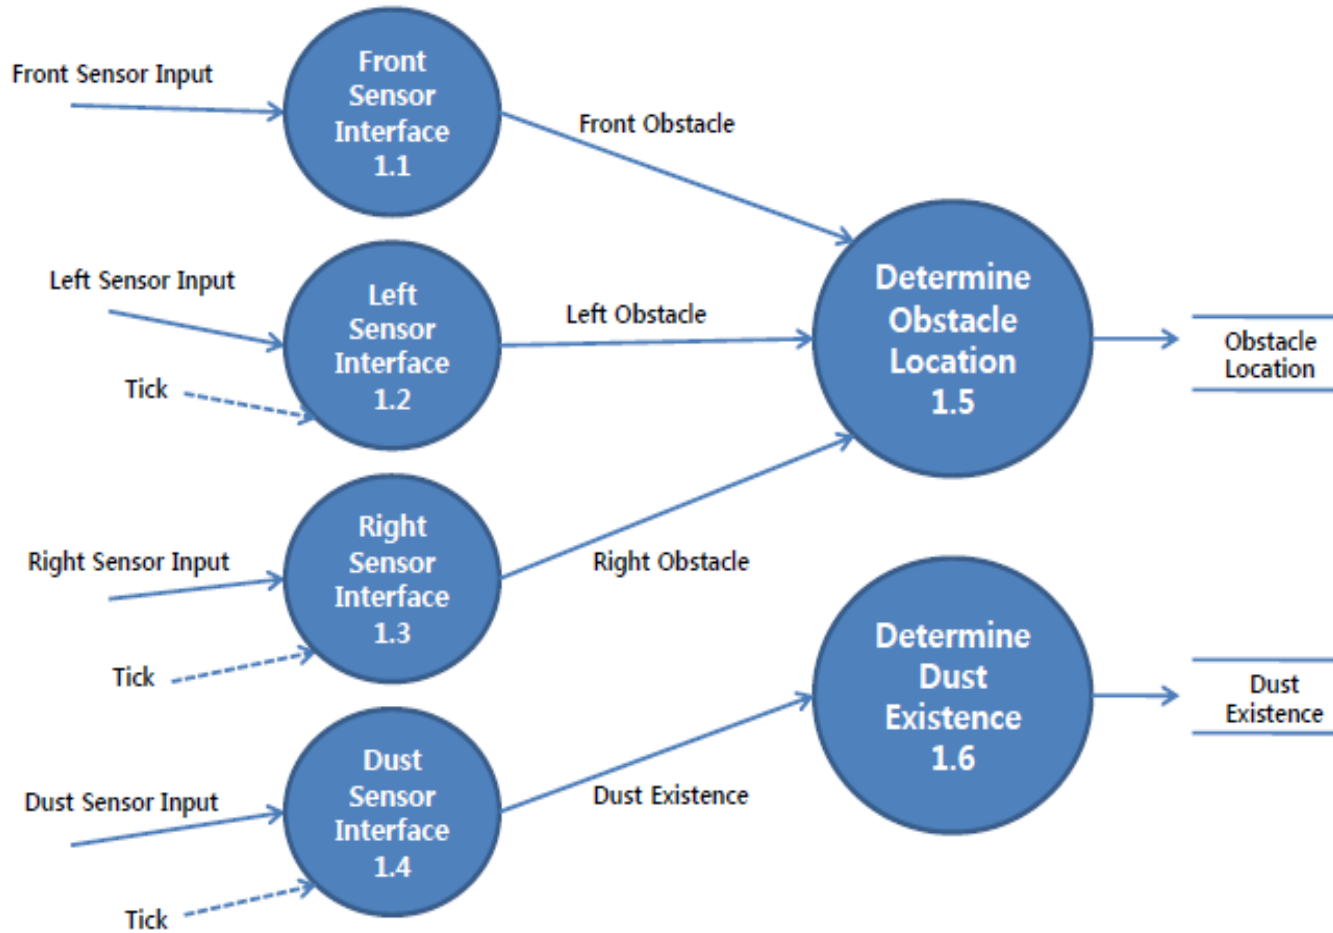 Front Sensor Input
Front
Sensor
Interface
1.1
Front Obstacle
Left Sensor Input
Tick
Left
Sensor
Interface
1.2
Left Obstacle
Determine
Obstacle
Location
1.5
Obstacle
Location
Right Sensor Input
Tick
Right
Sensor
Interface
1.3
Right Obstacle
Dust Sensor Input
Tick
Dust
Sensor
Interface
1.4
Dust Existence
Determine
Dust
Existence
1.6
Dust
Existence